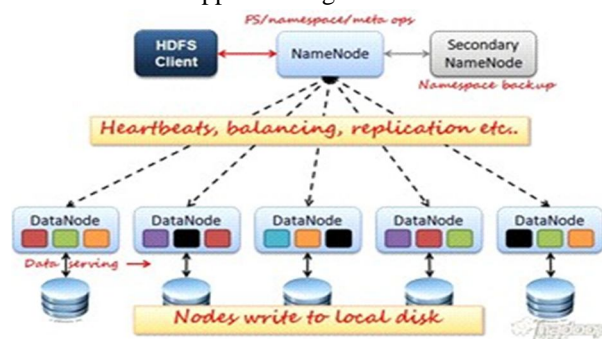 FS/namespace/meta ops
HDFS
Client
NameNode
Secondary
NameNode
Namespace backup
Heartbeats, balancing, replication etc..
DataNode
DataNode
DataNode
DataNode
DataNode
Data serving
Nodes write to local disk
hadoop